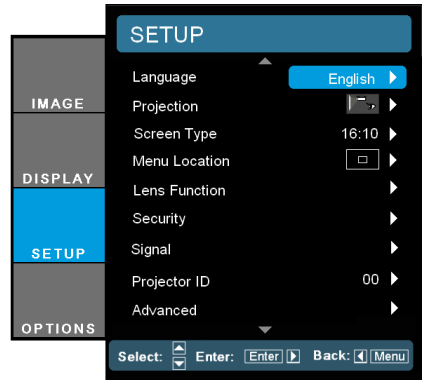 SETUP
Language English
IMAGE
Projection
Screen Type 16:10
Menu Location
DISPLAY
Lens Function
Security
SETUP
Signal
Projector ID 00
Advanced
OPTIONS
Select: Enter: Enter Back: Menu